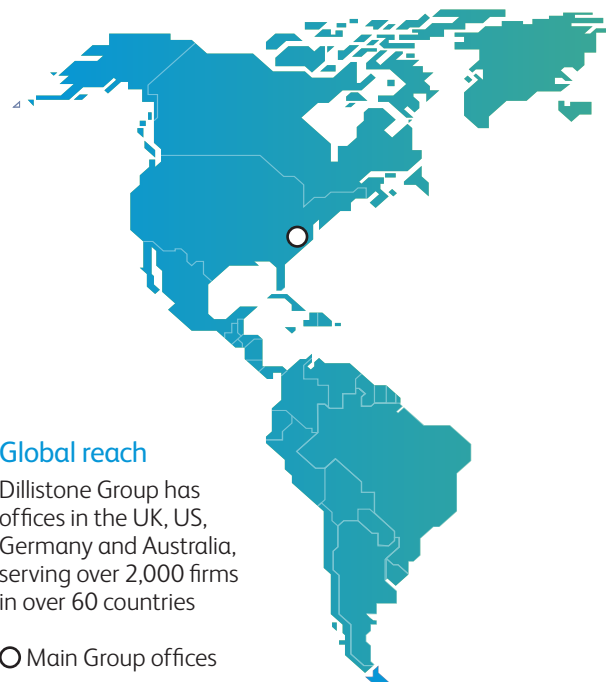 Global reach
Dillistone Group has
offices in the UK, US,
Germany and Australia,
serving over 2,000 firms
in over 60 countries
Main Group offices